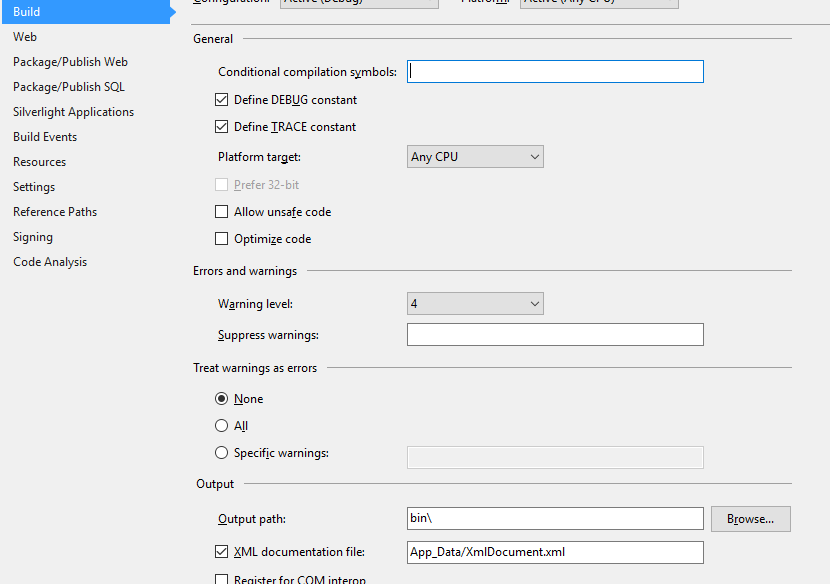 Build
Web
Package/Publish Web
Package/Publish SQL
Silverlight Applications
Build Events
Resources
Settings
Reference Paths
Signing
Code Analysis
Configuration: Active (Debug) Platform: Active (Any CPU)
General
Conditional compilation symbols:
Define DEBUG constant
Define TRACE constant
Platform target: Any CPU
Prefer 32-bit
Allow unsafe code
Optimize code
Errors and warnings
Warning level: 4
Suppress warnings:
Treat warnings as errors
None
All
Specific warnings:
Output
Output path: bin\ Browse...
XML documentation file: App_Data/XmlDocument.xml
Register for COM interop